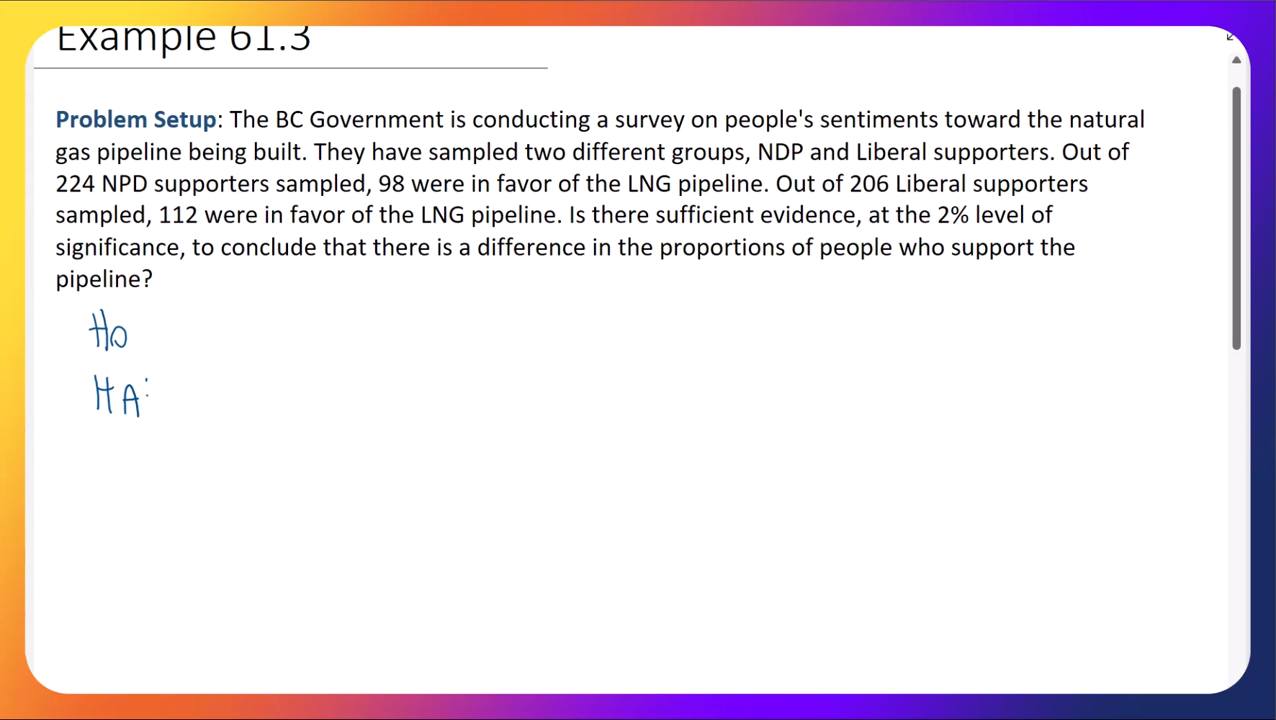 Example 61.3
Problem Setup: The BC Government is conducting a survey on people's sentiments toward the natural
gas pipeline being built. They have sampled two different groups, NDP and Liberal supporters. Out of
224 NPD supporters sampled, 98 were in favor of the LNG pipeline. Out of 206 Liberal supporters
sampled, 112 were in favor of the LNG pipeline. Is there sufficient evidence, at the 2% level of
significance, to conclude that there is a difference in the proportions of people who support the
pipeline?
Ho
HA: